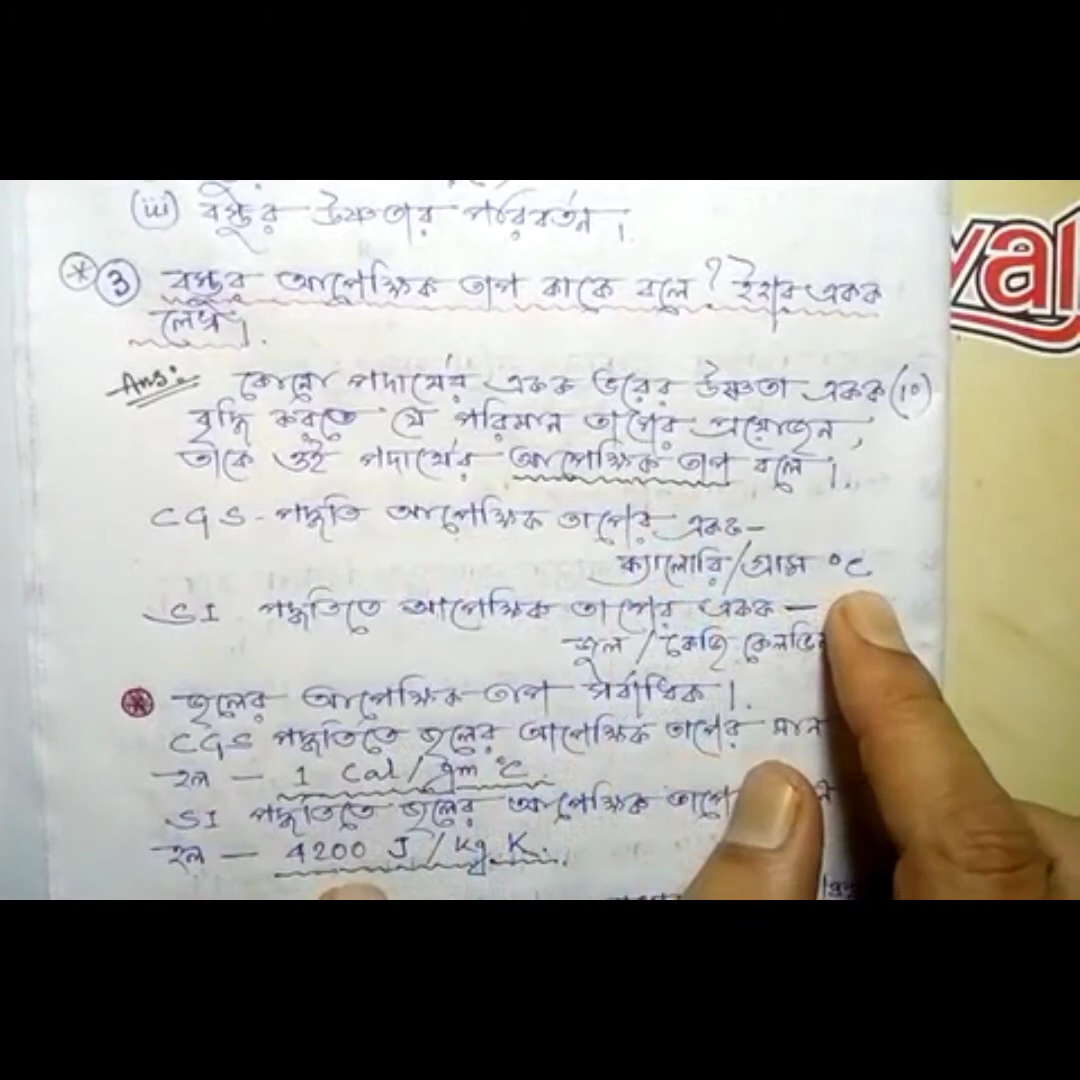 (iii) বস্তুর উষ্ণতার পরিবর্তন।
* ③ বস্তুর আপেক্ষিক তাপ কাকে বলে? ইহার একক
লেখ।
Ans: কোনো পদার্থের একক ভরের উষ্ণতা একক (1°)
বৃদ্ধি করতে যে পরিমান তাপের প্রয়োজন,
তাকে ওই পদার্থের আপেক্ষিক তাপ বলে।
CGS - পদ্ধতি আপেক্ষিক তাপের একক -
ক্যালোরি/গ্রাম °C
SI পদ্ধতিতে আপেক্ষিক তাপের একক -
জুল / কেজি কেলভিন
* জলের আপেক্ষিক তাপ সর্বাধিক।
CGS পদ্ধতিতে জলের আপেক্ষিক তাপের মান
হল - 1 Cal/gm °C.
SI পদ্ধতিতে জলের আপেক্ষিক
হল - 4200 J/kg K.
val